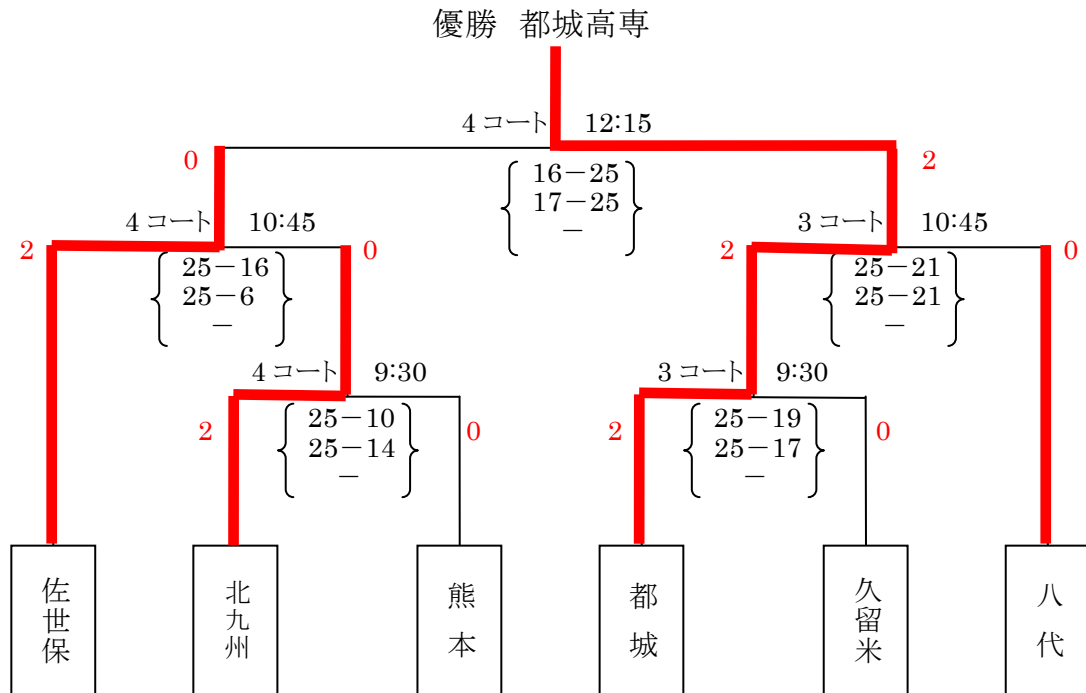 優勝 都城高専
4コート 12:15
0 2
16-25
17-25
-
4コート 10:45
3コート 10:45
2 0
2 0
25-16
25-6
-
25-21
25-21
-
4コート 9:30
3コート 9:30
2 0
2 0
25-10
25-14
-
25-19
25-17
-
佐世保
北九州
熊本
都城
久留米
八代